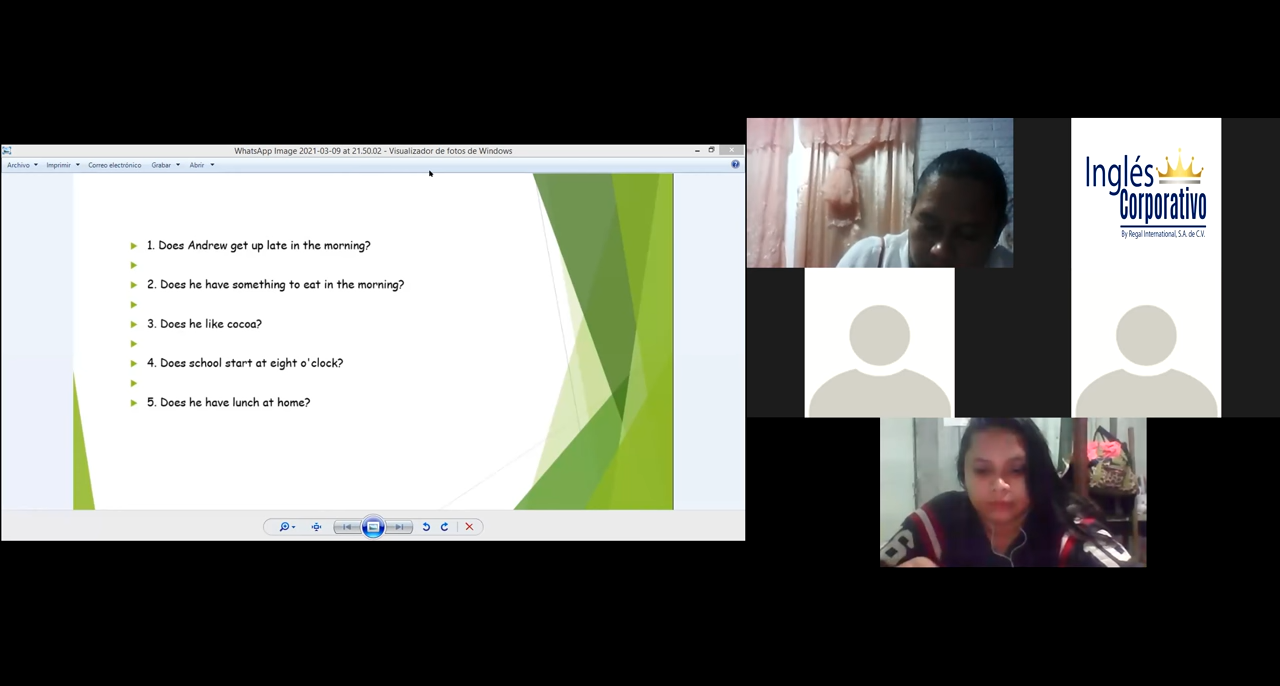 WhatsApp Image 2021-03-09 at 21.50.02 - Visualizador de fotos de Windows
Archivo Imprimir Correo electrónico Grabar Abrir
1. Does Andrew get up late in the morning?
2. Does he have something to eat in the morning?
3. Does he like cocoa?
4. Does school start at eight o'clock?
5. Does he have lunch at home?
Inglés
Corporativo
By Regal International, S.A. de C.V.